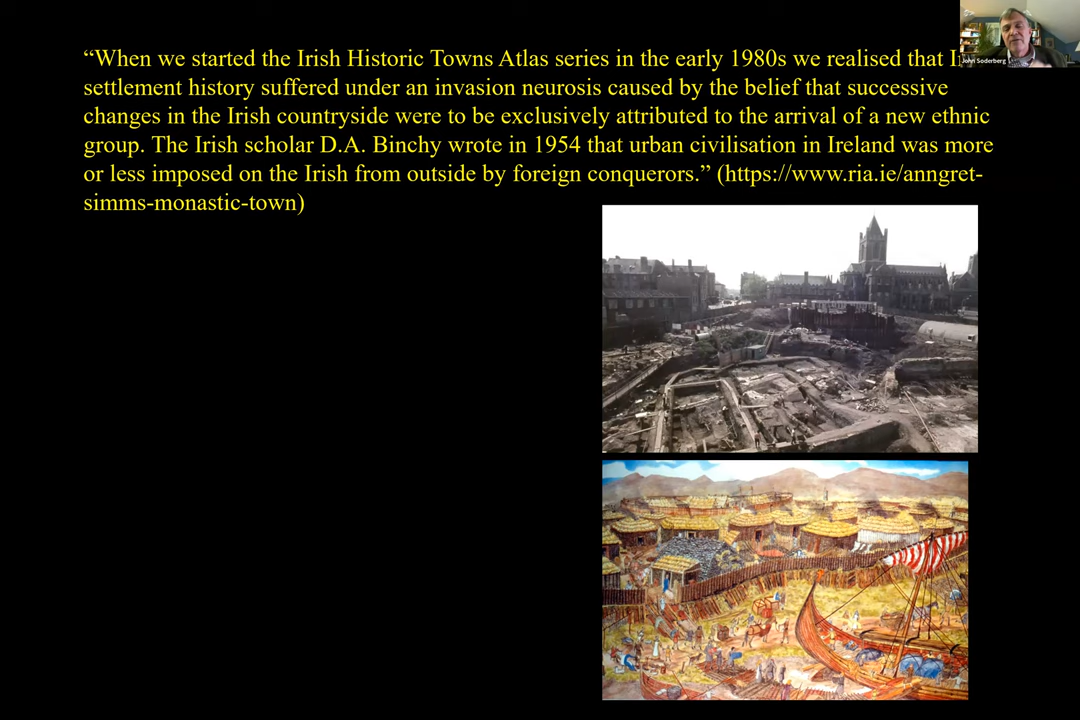 “When we started the Irish Historic Towns Atlas series in the early 1980s we realised that
settlement history suffered under an invasion neurosis caused by the belief that successive
changes in the Irish countryside were to be exclusively attributed to the arrival of a new ethnic
group. The Irish scholar D.A. Binchy wrote in 1954 that urban civilisation in Ireland was more
or less imposed on the Irish from outside by foreign conquerors.” (https://www.ria.ie/anngret-
simms-monastic-town)
John Soderberg